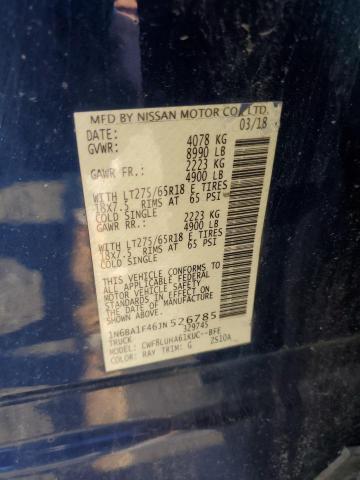 MFD BY NISSAN MOTOR CO., LTD.
DATE: 03/18
GVWR: 4078 KG
8990 LB
GAWR FR.: 2223 KG
4900 LB
WITH LT275/65R18 E TIRES
18X7.5 RIMS AT 65 PSI
COLD SINGLE
GAWR RR.: 2223 KG
4900 LB
WITH LT275/65R18 E TIRES
18X7.5 RIMS AT 65 PSI
COLD SINGLE
THIS VEHICLE CONFORMS TO ALL
APPLICABLE FEDERAL
MOTOR VEHICLE SAFETY STANDARDS
IN EFFECT ON THE DATE OF
MANUFACTURE SHOWN ABOVE.
1N6BA1F46JN526785
TRUCK 329745
MODEL: CWF8LUHA61KUC--BFE
COLOR: RAY TRIM: G 2S10A